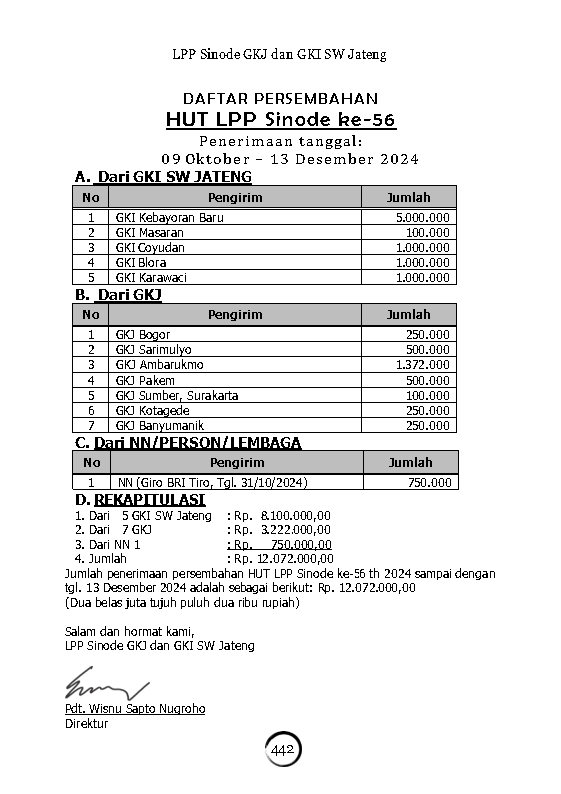 LPP Sinode GKJ dan GKI SW Jateng
DAFTAR PERSEMBAHAN
HUT LPP Sinode ke-56
Penerimaan tanggal:
09 Oktober – 13 Desember 2024
A. Dari GKI SW JATENG
No Pengirim Jumlah
1 GKI Kebayoran Baru 5.000.000
2 GKI Masaran 100.000
3 GKI Coyudan 1.000.000
4 GKI Blora 1.000.000
5 GKI Karawaci 1.000.000
B. Dari GKJ
No Pengirim Jumlah
1 GKJ Bogor 250.000
2 GKJ Sarimulyo 500.000
3 GKJ Ambarukmo 1.372.000
4 GKJ Pakem 500.000
5 GKJ Sumber, Surakarta 100.000
6 GKJ Kotagede 250.000
7 GKJ Banyumanik 250.000
C. Dari NN/PERSON/LEMBAGA
No Pengirim Jumlah
1 NN (Giro BRI Tiro, Tgl. 31/10/2024) 750.000
D. REKAPITULASI
1. Dari 5 GKI SW Jateng : Rp. 8.100.000,00
2. Dari 7 GKJ : Rp. 3.222.000,00
3. Dari NN 1 : Rp. 750.000,00
4. Jumlah : Rp. 12.072.000,00
Jumlah penerimaan persembahan HUT LPP Sinode ke-56 th 2024 sampai dengan
tgl. 13 Desember 2024 adalah sebagai berikut: Rp. 12.072.000,00
(Dua belas juta tujuh puluh dua ribu rupiah)
Salam dan hormat kami,
LPP Sinode GKJ dan GKI SW Jateng
Pdt. Wisnu Sapto Nugroho
Direktur
442